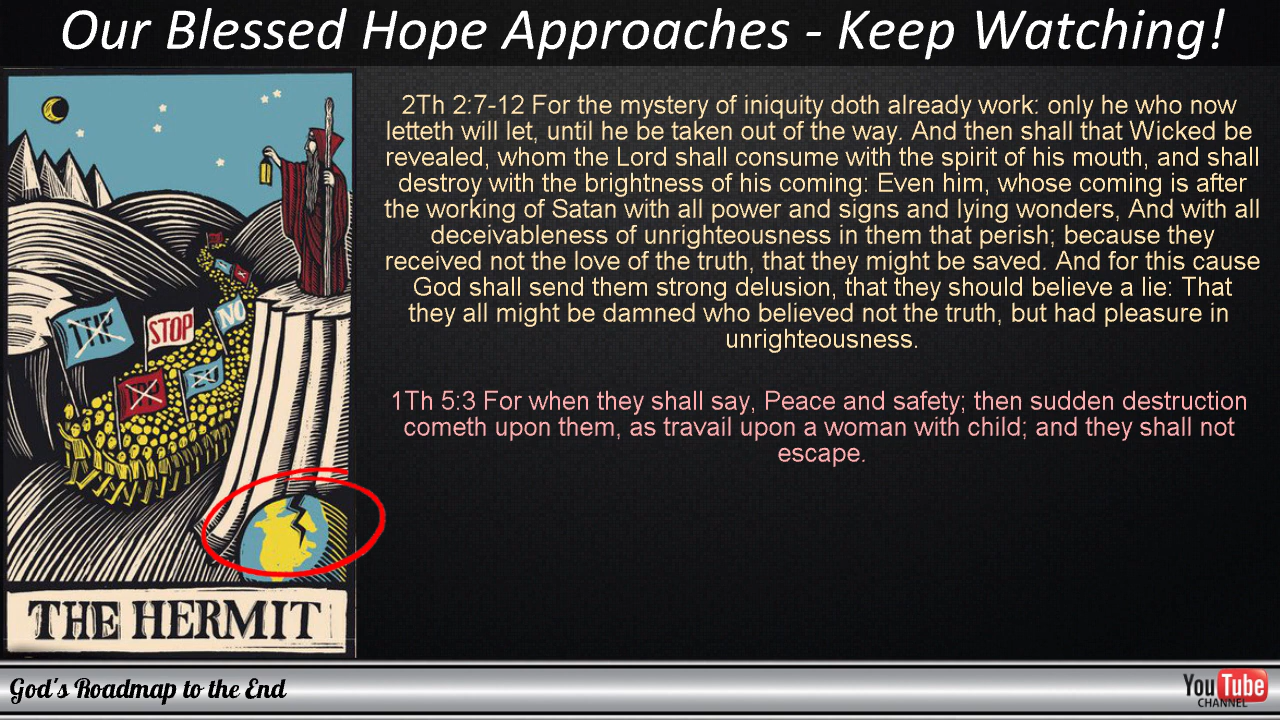 Our Blessed Hope Approaches - Keep Watching!
2Th 2:7-12 For the mystery of iniquity doth already work: only he who now
letteth will let, until he be taken out of the way. And then shall that Wicked be
revealed, whom the Lord shall consume with the spirit of his mouth, and shall
destroy with the brightness of his coming: Even him, whose coming is after
the working of Satan with all power and signs and lying wonders, And with all
deceivableness of unrighteousness in them that perish; because they
received not the love of the truth, that they might be saved. And for this cause
God shall send them strong delusion, that they should believe a lie: That
they all might be damned who believed not the truth, but had pleasure in
unrighteousness.
1Th 5:3 For when they shall say, Peace and safety; then sudden destruction
cometh upon them, as travail upon a woman with child; and they shall not
escape.
TTIP
STOP
NO
EU
THE HERMIT
God's Roadmap to the End
YouTube
CHANNEL